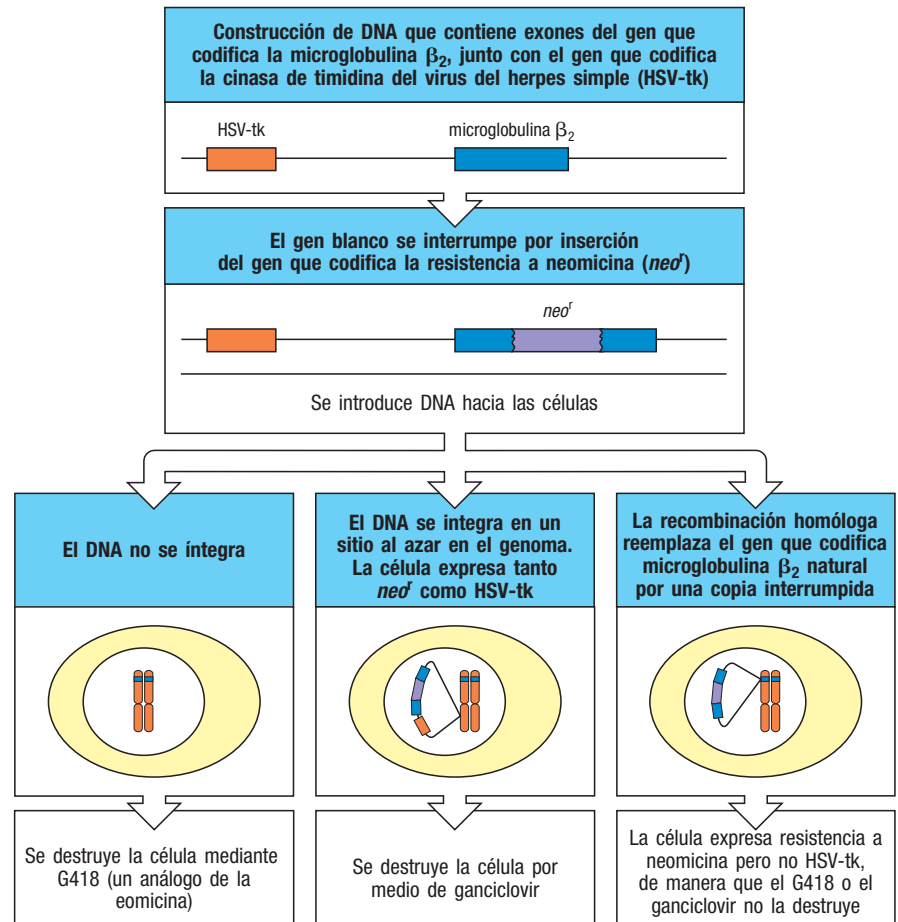 Construcción de DNA que contiene exones del gen que
codifica la microglobulina β₂, junto con el gen que codifica
la cinasa de timidina del virus del herpes simple (HSV-tk)
HSV-tk
microglobulina β₂
El gen blanco se interrumpe por inserción
del gen que codifica la resistencia a neomicina (neoʳ)
neoʳ
Se introduce DNA hacia las células
El DNA no se íntegra
El DNA se integra en un
sitio al azar en el genoma.
La célula expresa tanto
neoʳ como HSV-tk
La recombinación homóloga
reemplaza el gen que codifica
microglobulina β₂ natural
por una copia interrumpida
Se destruye la célula mediante
G418 (un análogo de la
eomicina)
Se destruye la célula por
medio de ganciclovir
La célula expresa resistencia a
neomicina pero no HSV-tk,
de manera que el G418 o el
ganciclovir no la destruye